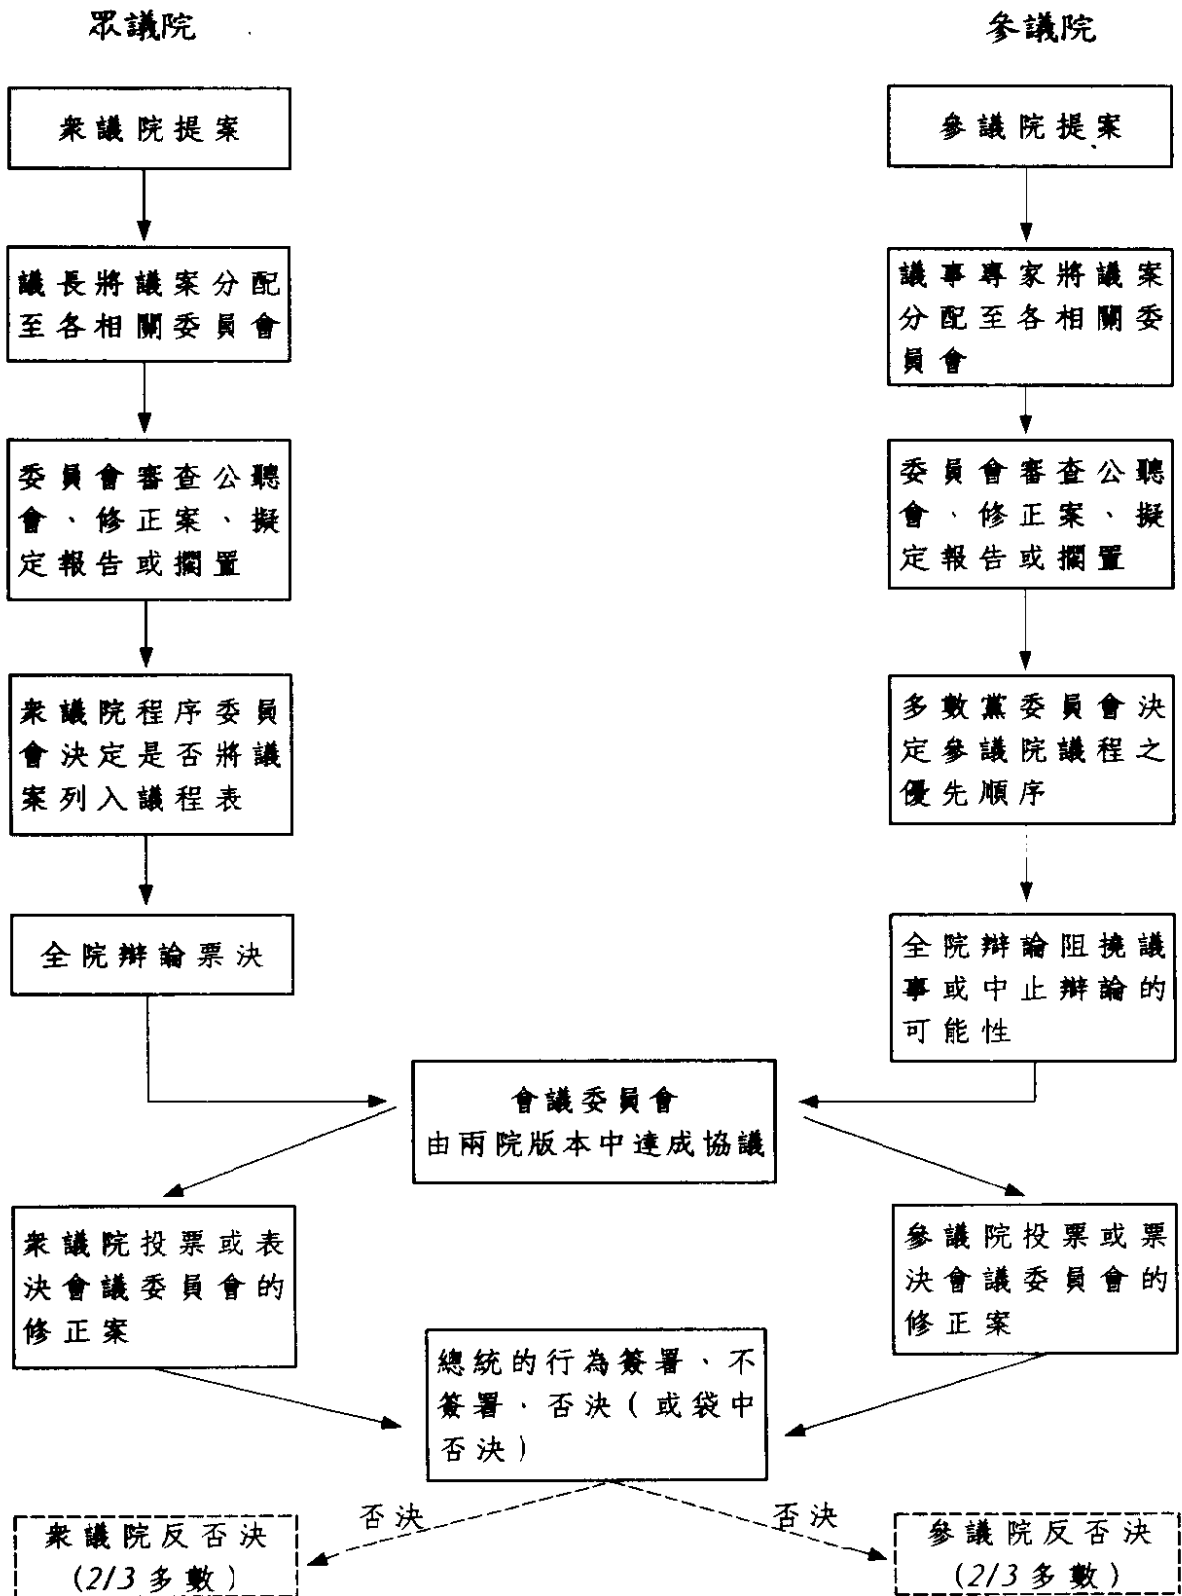 眾議院
參議院
衆議院提案
參議院提案
議長將議案分配
至各相關委員會
議事專家將議案
分配至各相關委
員會
委員會審查公聽
會、修正案、擬
定報告或擱置
委員會審查公聽
會、修正案、擬
定報告或擱置
衆議院程序委員
會決定是否將議
案列入議程表
多數黨委員會決
定參議院議程之
優先順序
全院辯論票決
全院辯論阻撓議
事或中止辯論的
可能性
會議委員會
由兩院版本中達成協議
衆議院投票或表
決會議委員會的
修正案
參議院投票或票
決會議委員會的
修正案
總統的行為簽署、不
簽署、否決（或袋中
否決）
否決
否決
衆議院反否決
(2/3多數)
參議院反否決
(2/3多數)